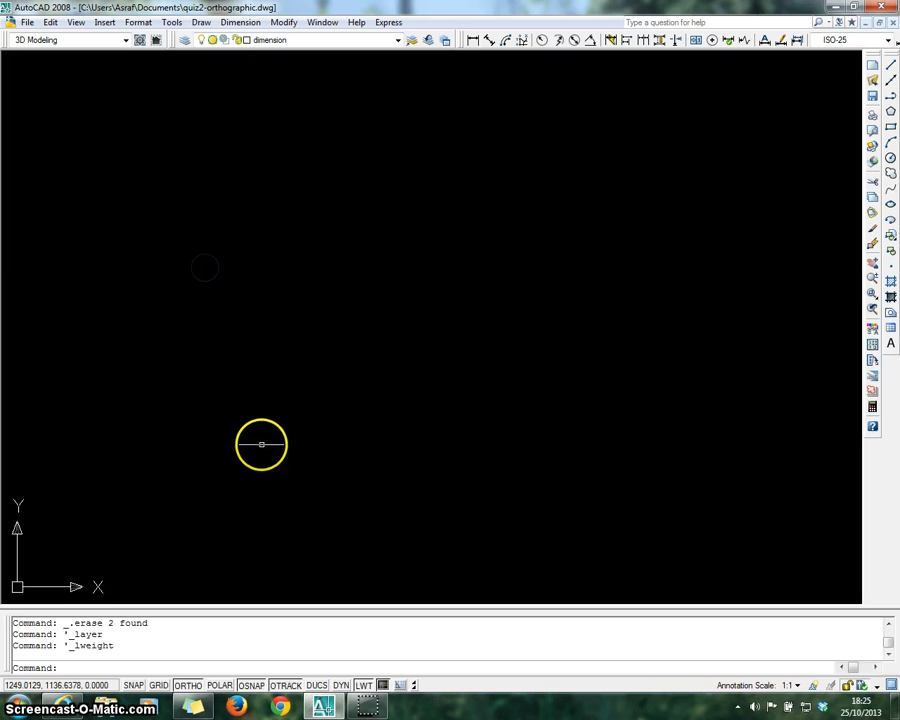 AutoCAD 2008 - [C:\Users\Asraf\Documents\quiz2-orthographic.dwg]
File Edit View Insert Format Tools Draw Dimension Modify Window Help Express
Type a question for help
3D Modeling
dimension
ISO-25
A
Y
X
Command: _.erase 2 found
Command: '_layer
Command: '_lweight
Command:
1249.0129, 1136.6378, 0.0000 SNAP GRID ORTHO POLAR OSNAP OTRACK DUCS DYN LWT
Annotation Scale: 1:1
Screencast-O-Matic.com
18:25
25/10/2013